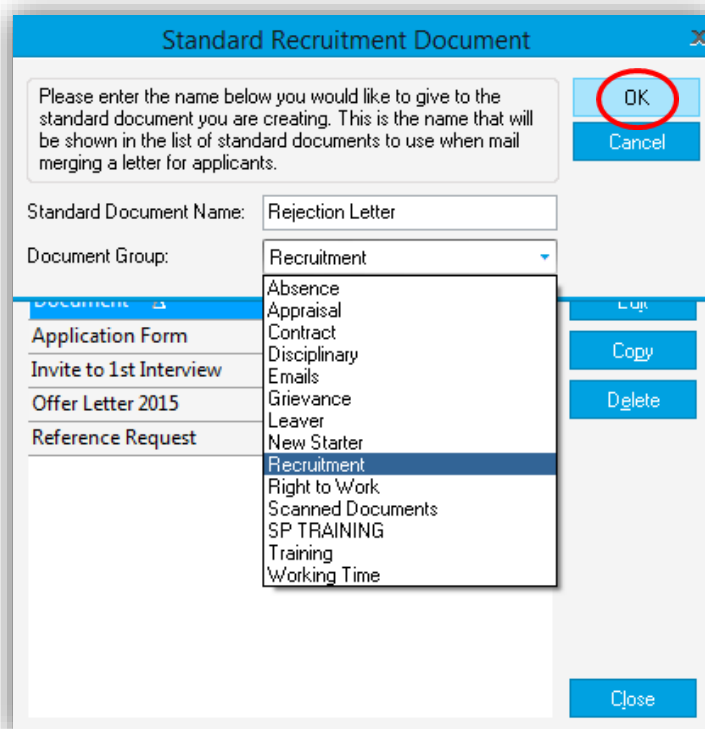 Standard Recruitment Document
x
Please enter the name below you would like to give to the
standard document you are creating. This is the name that will
be shown in the list of standard documents to use when mail
merging a letter for applicants.
OK
Cancel
Standard Document Name: Rejection Letter
Document Group: Recruitment
Absence
Appraisal
Contract
Disciplinary
Emails
Grievance
Leaver
New Starter
Recruitment
Right to Work
Scanned Documents
SP TRAINING
Training
Working Time
Document
Edit
Application Form
Copy
Invite to 1st Interview
Offer Letter 2015
Delete
Reference Request
Close